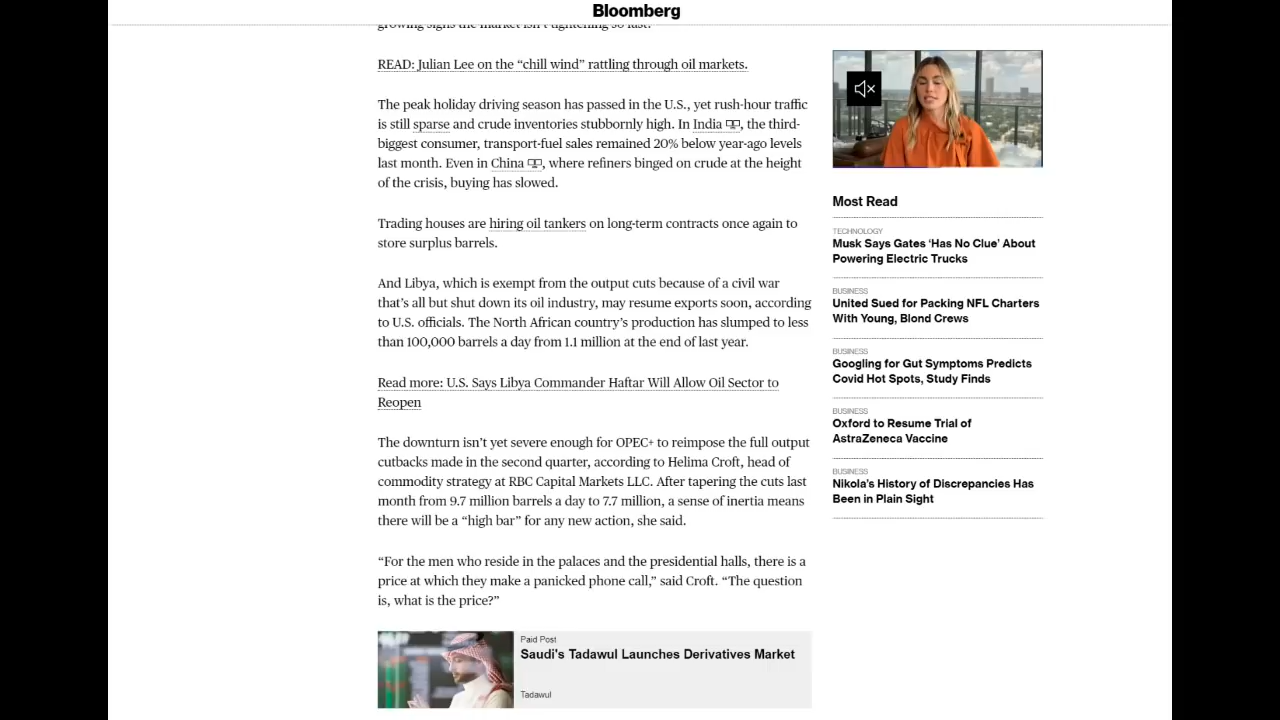 Bloomberg
growing signs the market isn't tightening so fast.
READ: Julian Lee on the “chill wind” rattling through oil markets.
The peak holiday driving season has passed in the U.S., yet rush-hour traffic
is still sparse and crude inventories stubbornly high. In India, the third-
biggest consumer, transport-fuel sales remained 20% below year-ago levels
last month. Even in China, where refiners binged on crude at the height
of the crisis, buying has slowed.
Trading houses are hiring oil tankers on long-term contracts once again to
store surplus barrels.
And Libya, which is exempt from the output cuts because of a civil war
that’s all but shut down its oil industry, may resume exports soon, according
to U.S. officials. The North African country’s production has slumped to less
than 100,000 barrels a day from 1.1 million at the end of last year.
Read more: U.S. Says Libya Commander Haftar Will Allow Oil Sector to
Reopen
The downturn isn’t yet severe enough for OPEC+ to reimpose the full output
cutbacks made in the second quarter, according to Helima Croft, head of
commodity strategy at RBC Capital Markets LLC. After tapering the cuts last
month from 9.7 million barrels a day to 7.7 million, a sense of inertia means
there will be a “high bar” for any new action, she said.
“For the men who reside in the palaces and the presidential halls, there is a
price at which they make a panicked phone call,” said Croft. “The question
is, what is the price?”
Paid Post
Saudi's Tadawul Launches Derivatives Market
Tadawul
Most Read
TECHNOLOGY
Musk Says Gates ‘Has No Clue’ About
Powering Electric Trucks
BUSINESS
United Sued for Packing NFL Charters
With Young, Blond Crews
BUSINESS
Googling for Gut Symptoms Predicts
Covid Hot Spots, Study Finds
BUSINESS
Oxford to Resume Trial of
AstraZeneca Vaccine
BUSINESS
Nikola’s History of Discrepancies Has
Been in Plain Sight